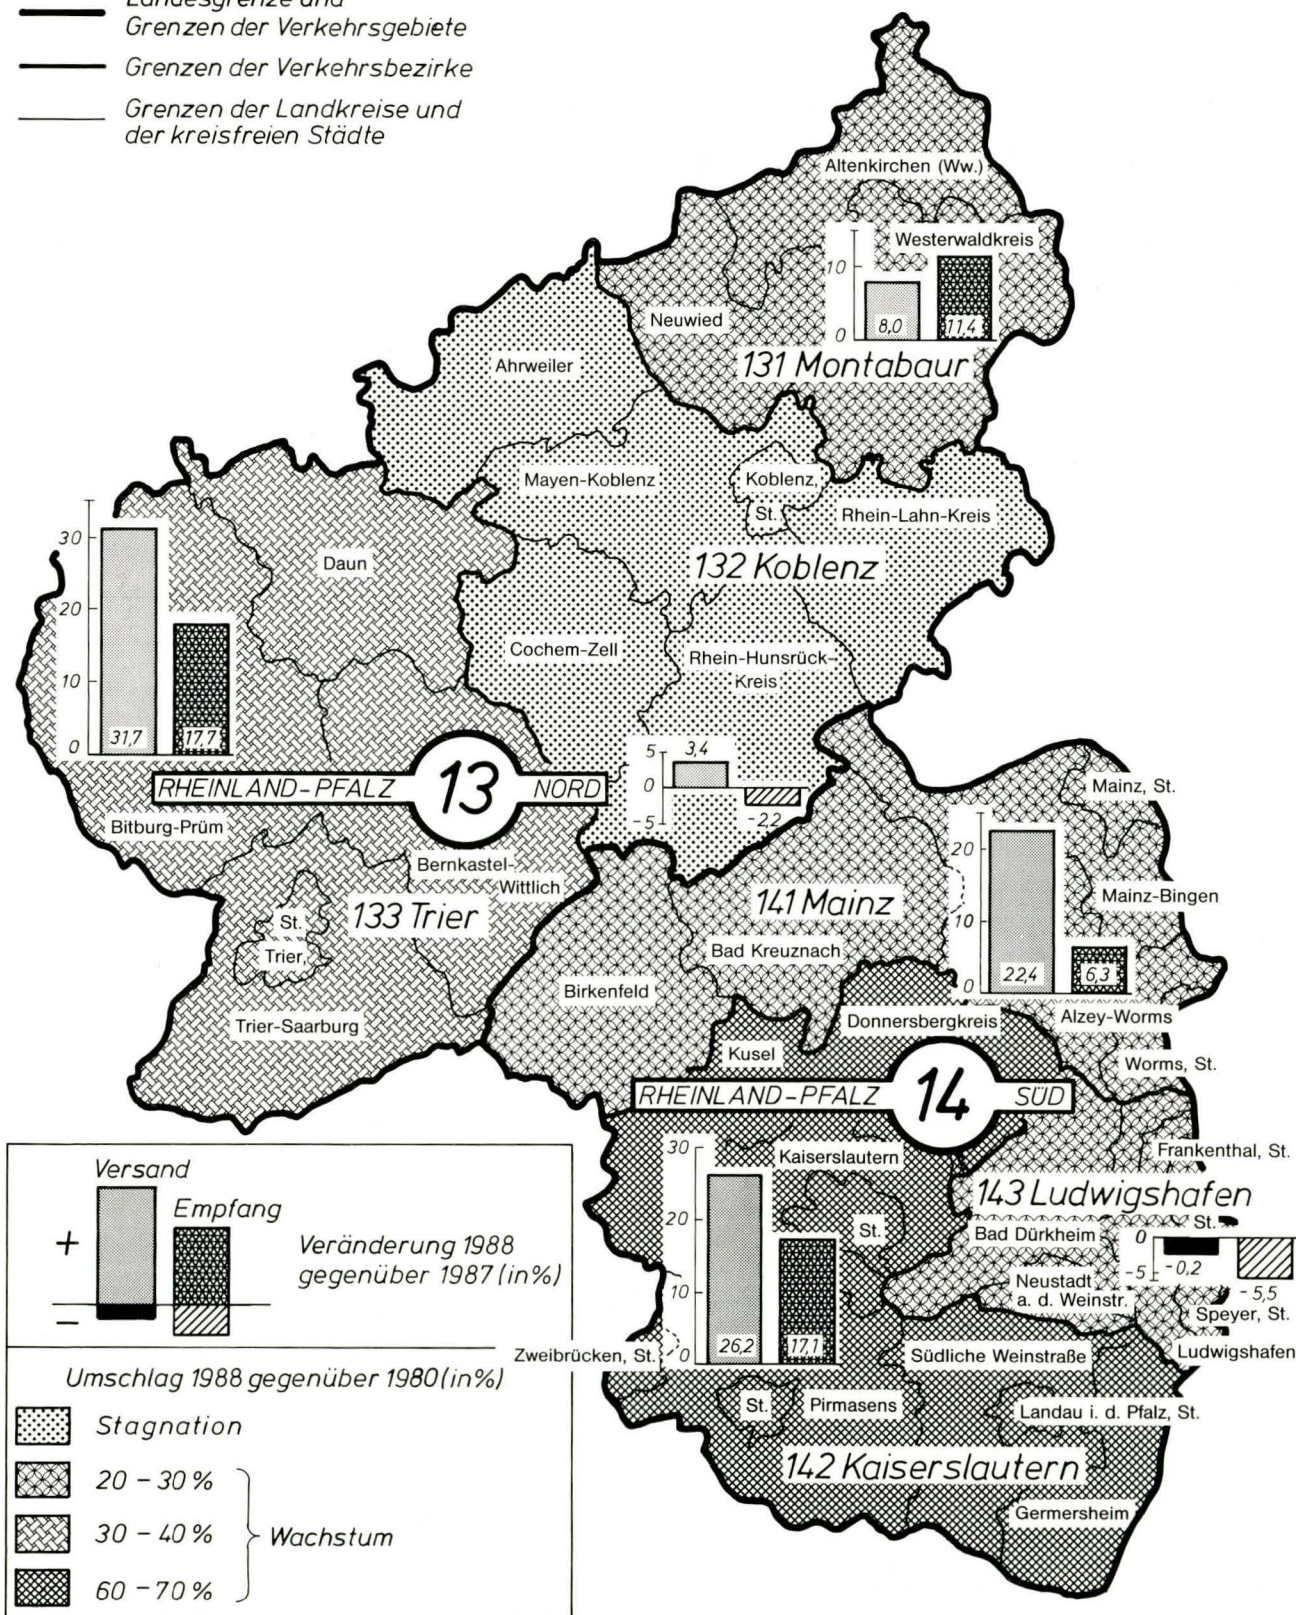 Landesgrenze und
Grenzen der Verkehrsgebiete
Grenzen der Verkehrsbezirke
Grenzen der Landkreise und
der kreisfreien Städte
Altenkirchen (Ww.)
Westerwaldkreis
10
0
8,0
11,4
Neuwied
131 Montabaur
Ahrweiler
Mayen-Koblenz
Koblenz,
St.
Rhein-Lahn-Kreis
132 Koblenz
Daun
30
20
10
0
31,7
17,7
Cochem-Zell
Rhein-Hunsrück-
Kreis
5
0
-5
3,4
-2,2
RHEINLAND-PFALZ 13 NORD
Bitburg-Prüm
Bernkastel-
Wittlich
133 Trier
St.
Trier,
Trier-Saarburg
Mainz, St.
20
10
0
22,4
6,3
Mainz-Bingen
141 Mainz
Bad Kreuznach
Birkenfeld
Donnersbergkreis
Alzey-Worms
Kusel
Worms, St.
RHEINLAND-PFALZ 14 SÜD
Kaiserslautern
St.
30
20
10
0
26,2
17,1
Frankenthal, St.
143 Ludwigshafen
St.
Bad Dürkheim
0
-5
-0,2
-5,5
Neustadt
a. d. Weinstr.
Speyer, St.
Ludwigshafen
Zweibrücken, St.
Südliche Weinstraße
St.
Pirmasens
Landau i. d. Pfalz, St.
142 Kaiserslautern
Germersheim
Versand
Empfang
+
−
Veränderung 1988
gegenüber 1987 (in %)
Umschlag 1988 gegenüber 1980 (in %)
Stagnation
20 - 30 %
30 - 40 %
60 - 70 %
Wachstum